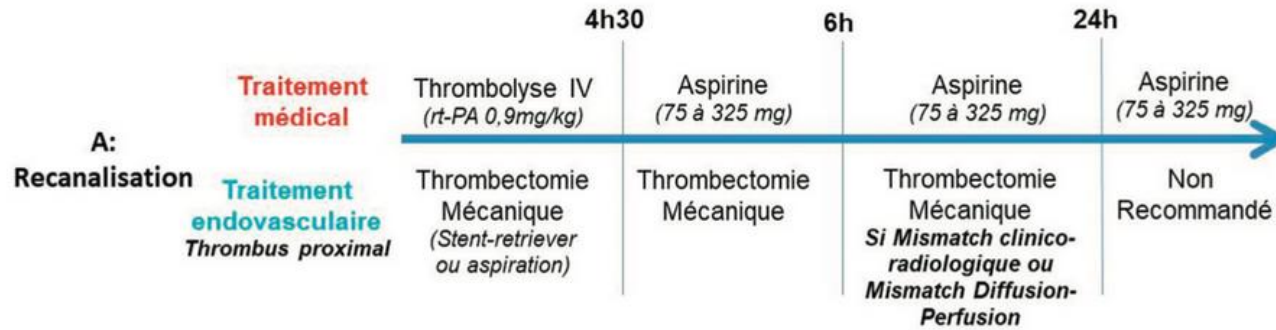 4h30
6h
24h
A:
Recanalisation
Traitement
médical
Thrombolyse IV
(rt-PA 0,9mg/kg)
Aspirine
(75 à 325 mg)
Aspirine
(75 à 325 mg)
Aspirine
(75 à 325 mg)
Traitement
endovasculaire
Thrombus proximal
Thrombectomie
Mécanique
(Stent-retriever
ou aspiration)
Thrombectomie
Mécanique
Thrombectomie
Mécanique
Si Mismatch clinico-
radiologique ou
Mismatch Diffusion-
Perfusion
Non
Recommandé